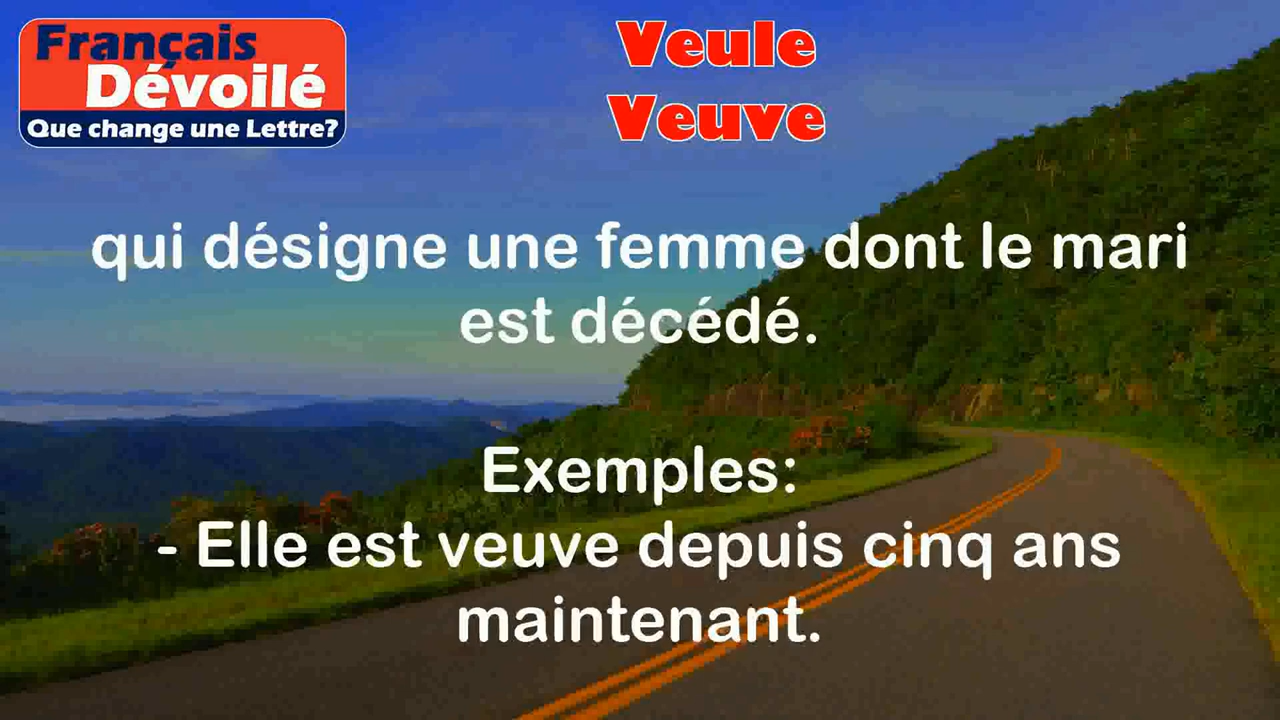 Français
Dévoilé
Que change une Lettre?
Veule
Veuve
qui désigne une femme dont le mari
est décédé.
Exemples:
- Elle est veuve depuis cinq ans
maintenant.